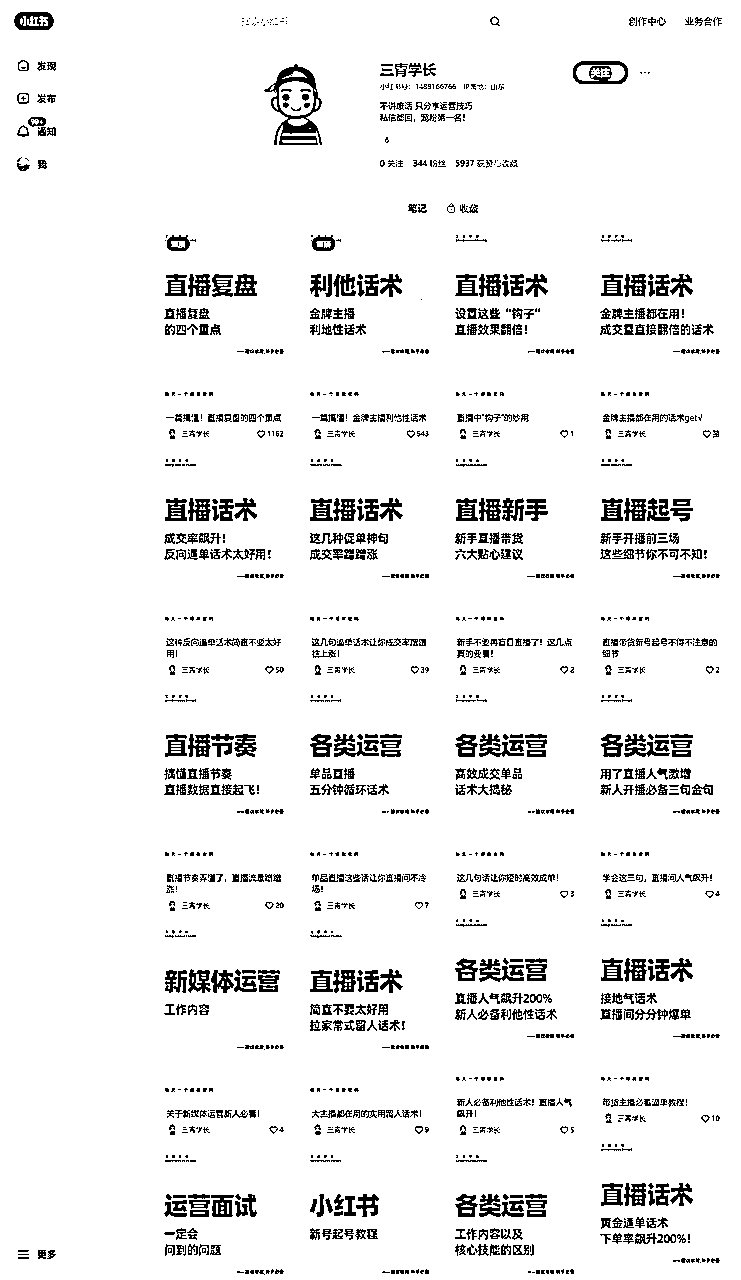 小红书
创作中心 业务合作
发现
发布
99+
通知
我
三宵学长
关注
小红书号：1488166766 IP属地：山东
不讲废话 只分享运营技巧
私信都回，宠粉第一名！
0 关注 344 粉丝 5937 获赞与收藏
笔记 收藏
直播复盘
直播复盘
的四个重点
一篇搞懂！直播复盘的四个重点
三宵学长 1162
利他话术
金牌主播
利地性话术
一篇搞懂！金牌主播利他性话术
三宵学长 543
直播话术
设置这些“钩子”
直播效果翻倍！
直播中“钩子”的妙用
三宵学长 1
直播话术
金牌主播都在用！
成交量直接翻倍的话术
金牌主播都在用的话术get√
三宵学长
直播话术
成交率飙升！
反向逼单话术太好用！
这种反向逼单话术简直不要太好
用！
三宵学长 50
直播话术
这几种促单神句
成交率蹭蹭涨
这几句逼单话术让你成交率蹭蹭
往上涨！
三宵学长 39
直播新手
新手直播带货
六大贴心建议
新手不要再盲目直播了！这几点
真的受看！
三宵学长 2
直播起号
新手开播前三场
这些细节你不可不知！
直播带货新号起号不得不注意的
细节
三宵学长 2
直播节奏
搞懂直播节奏
直播数据直接起飞！
直播节奏弄懂了，直播流量蹭蹭
涨！
三宵学长 20
各类运营
单品直播
五分钟循环话术
单品直播这些话让你直播间不冷
场！
三宵学长 7
各类运营
高效成交单品
话术大揭秘
这几句话让你短时高效成单！
三宵学长 3
各类运营
用了直播人气激增
新人开播必备三句金句
学会这三句，直播间人气飙升！
三宵学长 4
新媒体运营
工作内容
关于新媒体运营新人必看！
三宵学长 4
直播话术
简直不要太好用
拉家常式留人话术！
大主播都在用的实用留人话术！
三宵学长 9
各类运营
直播人气飙升200%
新人必备利他性话术
新人必备利他性话术！直播人气
飙升！
三宵学长 5
直播话术
接地气话术
直播间分分钟爆单
带货主播必看逼单教程！
三宵学长 10
运营面试
一定会
问到的问题
小红书
新号起号教程
各类运营
工作内容以及
核心技能的区别
直播话术
黄金逼单话术
下单率飙升200%！
更多